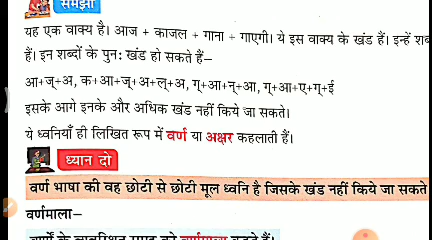 समझो
यह एक वाक्य है। आज + काजल + गाना + गाएगी। ये इस वाक्य के खंड हैं। इन्हें
हैं। इन शब्दों के पुन: खंड हो सकते हैं—
आ+ज्+अ, क+आ+ज्+अ+ल्+अ, ग्+आ+न्+आ, ग्+आ+ए+ग्+ई
इसके आगे इनके और अधिक खंड नहीं किये जा सकते।
ये ध्वनियाँ ही लिखित रूप में वर्ण या अक्षर कहलाती हैं।
ध्यान दो
वर्ण भाषा की वह छोटी से छोटी मूल ध्वनि है जिसके खंड नहीं किये जा सकते
वर्णमाला—